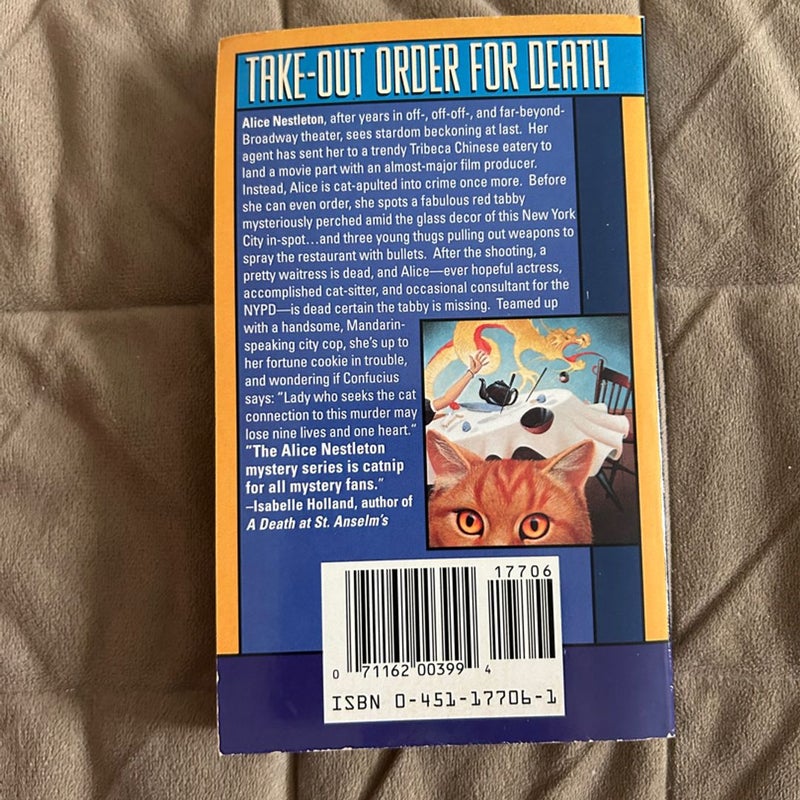 TAKE-OUT ORDER FOR DEATH
Alice Nestleton, after years in off-, off-off-, and far-beyond-
Broadway theater, sees stardom beckoning at last. Her
agent has sent her to a trendy Tribeca Chinese eatery to
land a movie part with an almost-major film producer.
Instead, Alice is cat-apulted into crime once more. Before
she can even order, she spots a fabulous red tabby
mysteriously perched amid the glass decor of this New York
City in-spot...and three young thugs pulling out weapons to
spray the restaurant with bullets. After the shooting, a
pretty waitress is dead, and Alice—ever hopeful actress,
accomplished cat-sitter, and occasional consultant for the
NYPD—is dead certain the tabby is missing. Teamed up
with a handsome, Mandarin-
speaking city cop, she's up to
her fortune cookie in trouble,
and wondering if Confucius
says: "Lady who seeks the cat
connection to this murder may
lose nine lives and one heart."
"The Alice Nestleton
mystery series is catnip
for all mystery fans."
–Isabelle Holland, author of
A Death at St. Anselm's
17706
0 71162 00399 4
ISBN 0-451-17706-1